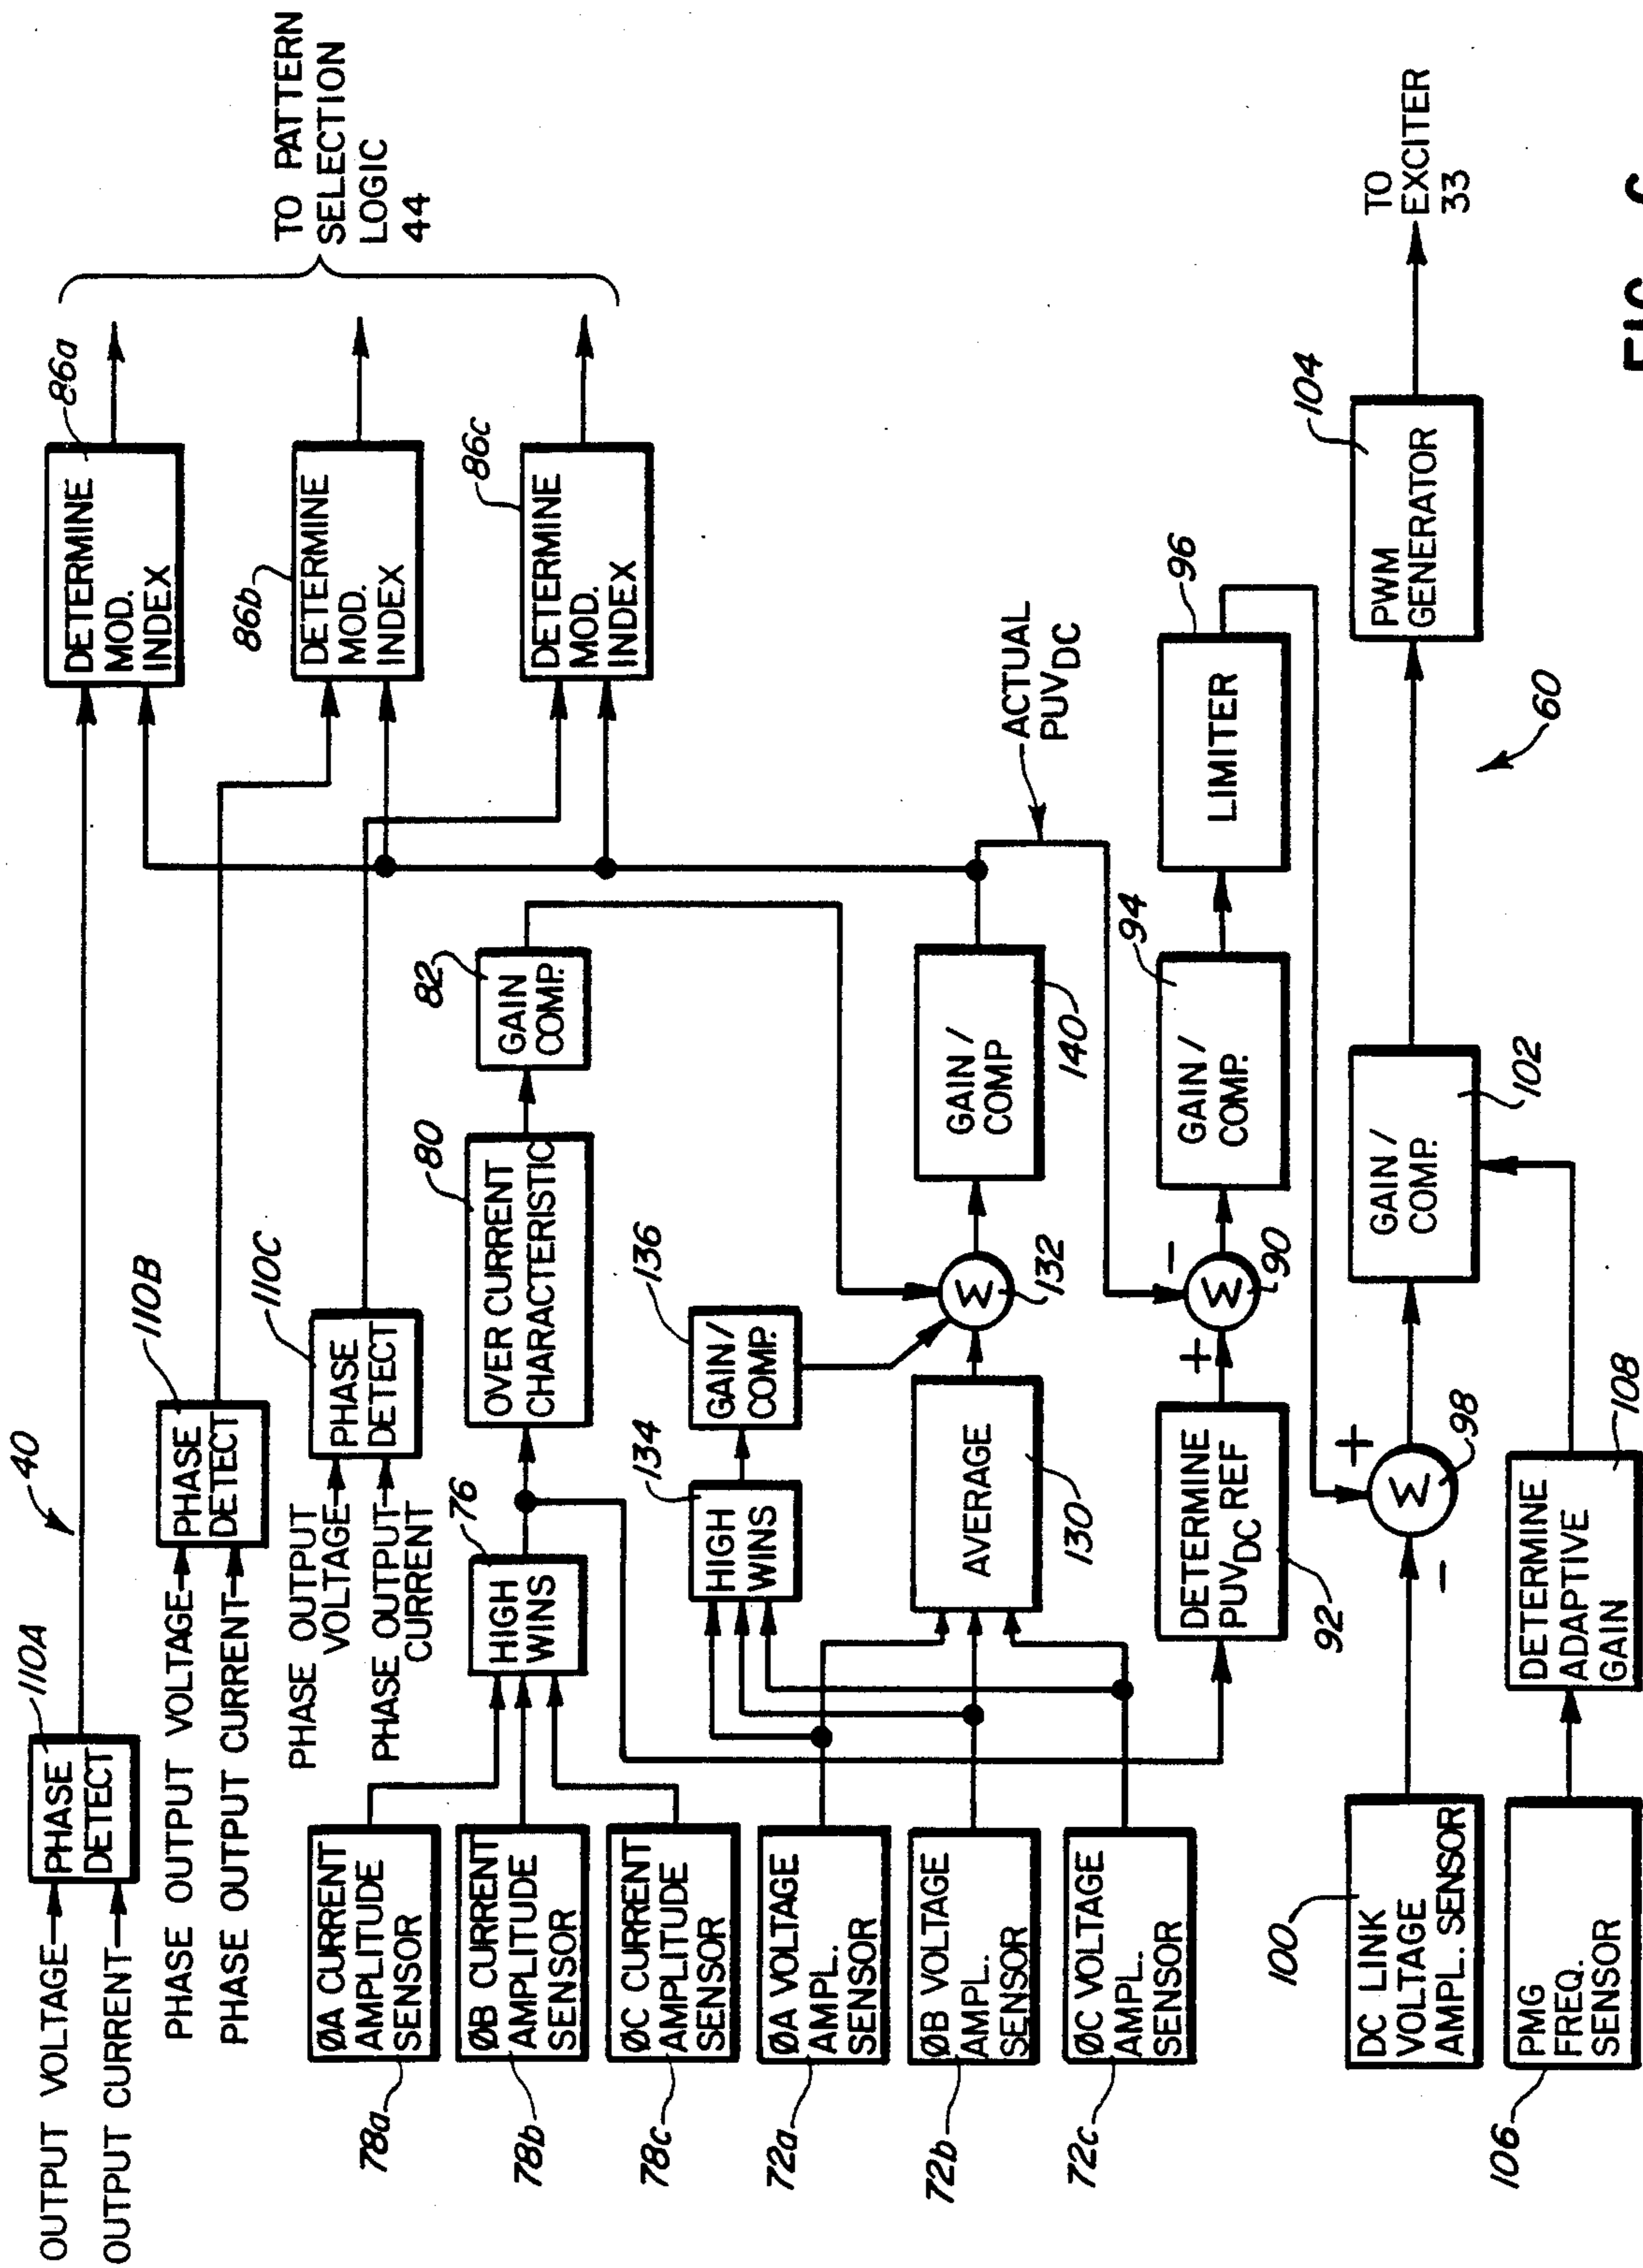 OUTPUT VOLTAGE
OUTPUT CURRENT
110A
PHASE
DETECT
40
PHASE OUTPUT VOLTAGE
PHASE OUTPUT CURRENT
110B
PHASE
DETECT
PHASE OUTPUT
VOLTAGE
PHASE OUTPUT
CURRENT
110C
PHASE
DETECT
86a
DETERMINE
MOD.
INDEX
86b
DETERMINE
MOD.
INDEX
86c
DETERMINE
MOD.
INDEX
TO PATTERN
SELECTION
LOGIC
44
78a
ØA CURRENT
AMPLITUDE
SENSOR
78b
ØB CURRENT
AMPLITUDE
SENSOR
78c
ØC CURRENT
AMPLITUDE
SENSOR
76
HIGH
WINS
80
OVER CURRENT
CHARACTERISTIC
82
GAIN
COMP.
72a
ØA VOLTAGE
AMPL.
SENSOR
72b
ØB VOLTAGE
AMPL.
SENSOR
72c
ØC VOLTAGE
AMPL.
SENSOR
134
HIGH
WINS
136
GAIN/
COMP.
AVERAGE
130
Σ
132
GAIN /
COMP
140
ACTUAL
PUVDC
DETERMINE
PUVDC REF
92
+
-
Σ
90
94
GAIN /
COMP.
96
LIMITER
100
DC LINK
VOLTAGE
AMPL. SENSOR
-
+
Σ
98
GAIN /
COMP.
102
104
PWM
GENERATOR
TO
EXCITER
33
60
106
PMG
FREQ.
SENSOR
108
DETERMINE
ADAPTIVE
GAIN